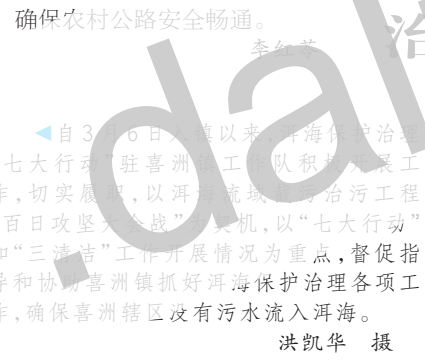 确保农村公路安全畅通。
李红
治
◀自3月6日入镇以来,洱海保护治理
七大行动”驻喜洲镇工作队积极开展工
作,切实履职,以洱海流域截污治污工程
百日攻坚大会战”为契机,以“七大行动”
和“三清洁”工作开展情况为重点,督促指
导和协助喜洲镇抓好洱海保护治理各项工
作,确保喜洲辖区没有污水流入洱海。
洪凯华 摄
.dal